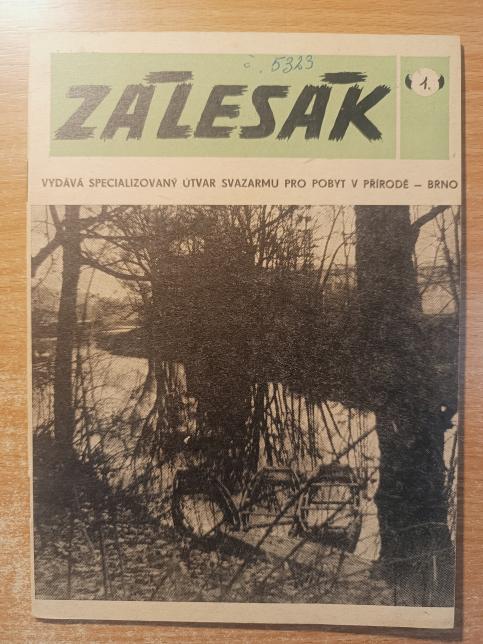 č. 5323
ZÁLESÁK
1.
VYDÁVÁ SPECIALIZOVANÝ ÚTVAR SVAZARMU PRO POBYT V PŘÍRODĚ – BRNO